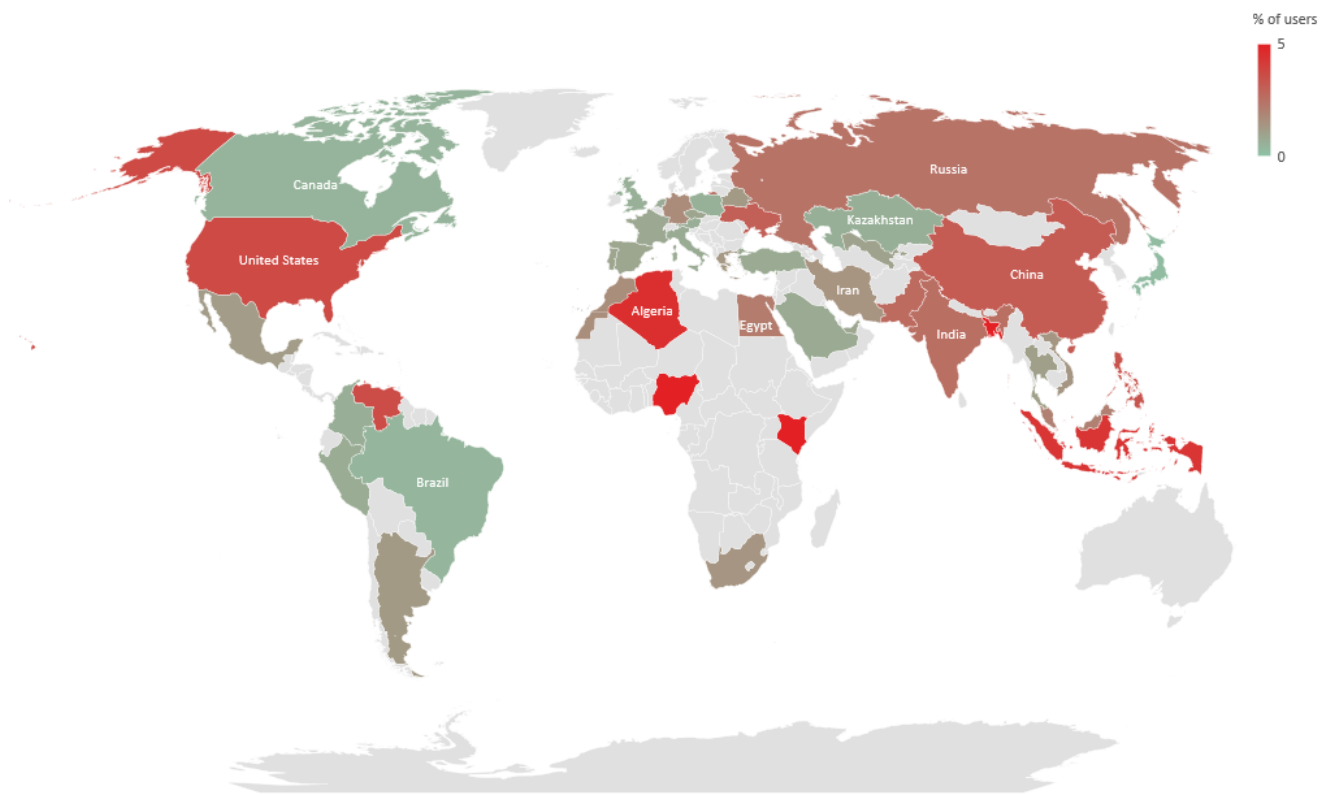 % of users
5
0
Canada
Russia
Kazakhstan
United States
China
Iran
Algeria
Egypt
India
Brazil